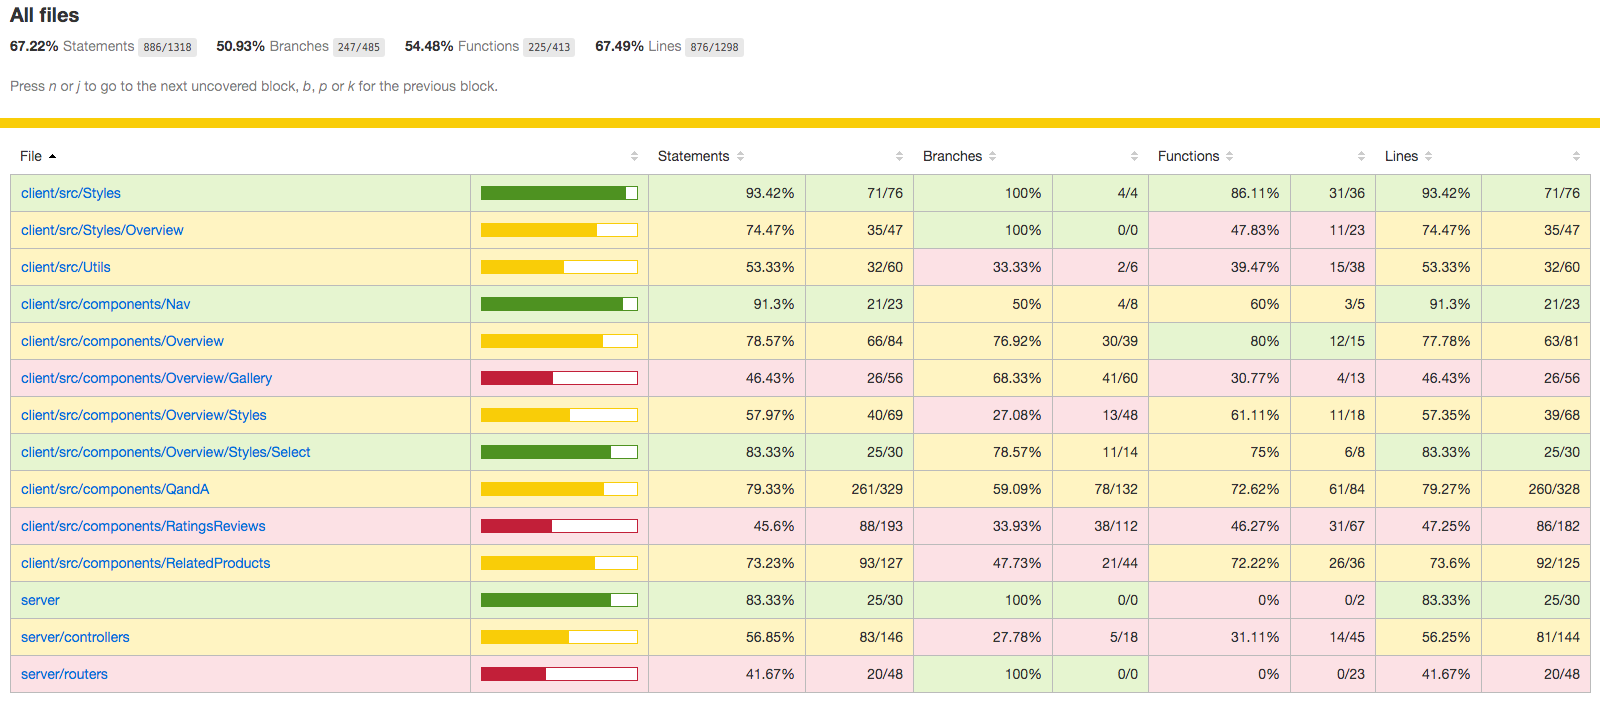 All files
67.22% Statements 886/1318 50.93% Branches 247/485 54.48% Functions 225/413 67.49% Lines 876/1298
Press n or j to go to the next uncovered block, b, p or k for the previous block.
File Statements Branches Functions Lines
client/src/Styles 93.42% 71/76 100% 4/4 86.11% 31/36 93.42% 71/76
client/src/Styles/Overview 74.47% 35/47 100% 0/0 47.83% 11/23 74.47% 35/47
client/src/Utils 53.33% 32/60 33.33% 2/6 39.47% 15/38 53.33% 32/60
client/src/components/Nav 91.3% 21/23 50% 4/8 60% 3/5 91.3% 21/23
client/src/components/Overview 78.57% 66/84 76.92% 30/39 80% 12/15 77.78% 63/81
client/src/components/Overview/Gallery 46.43% 26/56 68.33% 41/60 30.77% 4/13 46.43% 26/56
client/src/components/Overview/Styles 57.97% 40/69 27.08% 13/48 61.11% 11/18 57.35% 39/68
client/src/components/Overview/Styles/Select 83.33% 25/30 78.57% 11/14 75% 6/8 83.33% 25/30
client/src/components/QandA 79.33% 261/329 59.09% 78/132 72.62% 61/84 79.27% 260/328
client/src/components/RatingsReviews 45.6% 88/193 33.93% 38/112 46.27% 31/67 47.25% 86/182
client/src/components/RelatedProducts 73.23% 93/127 47.73% 21/44 72.22% 26/36 73.6% 92/125
server 83.33% 25/30 100% 0/0 0% 0/2 83.33% 25/30
server/controllers 56.85% 83/146 27.78% 5/18 31.11% 14/45 56.25% 81/144
server/routers 41.67% 20/48 100% 0/0 0% 0/23 41.67% 20/48